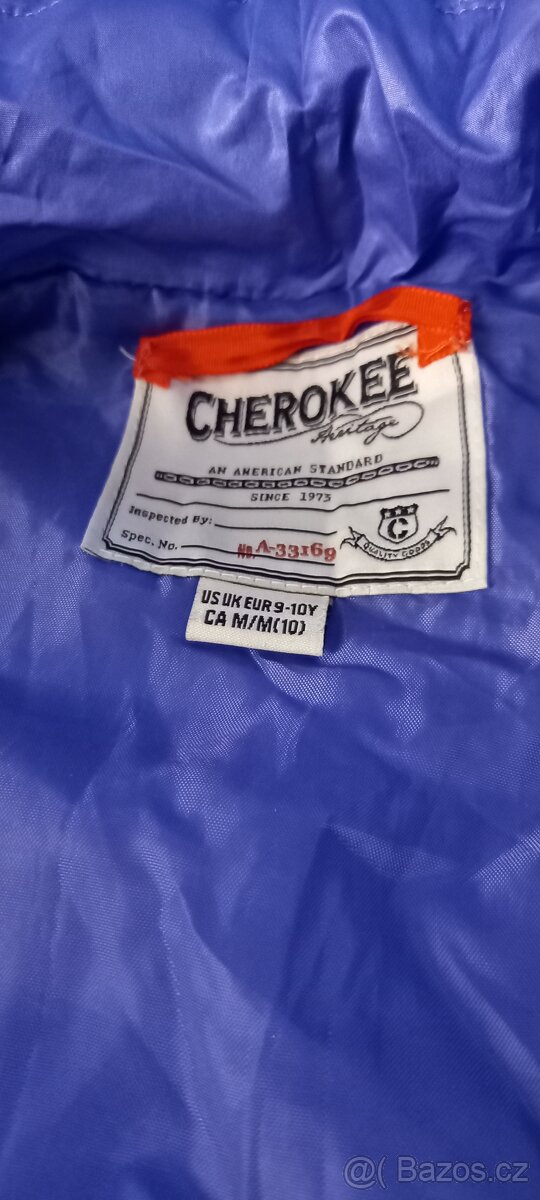 CHEROKEE
Heritage
AN AMERICAN STANDARD
SINCE 1973
Inspected By:
Spec. No. No. A-33169
C
QUALITY GOODS
US UK EUR 9-10Y
CA M/M(10)
@ Bazos.cz